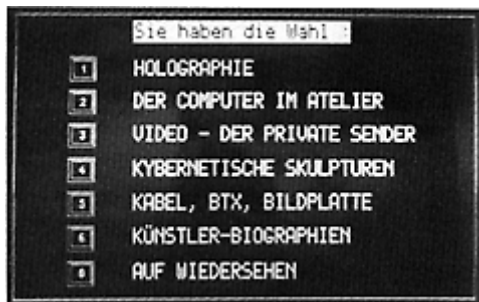 Sie haben die Wahl :
1 HOLOGRAPHIE
2 DER COMPUTER IM ATELIER
3 VIDEO - DER PRIVATE SENDER
4 KYBERNETISCHE SKULPTUREN
5 KABEL, BTX, BILDPLATTE
6 KÜNSTLER-BIOGRAPHIEN
0 AUF WIEDERSEHEN